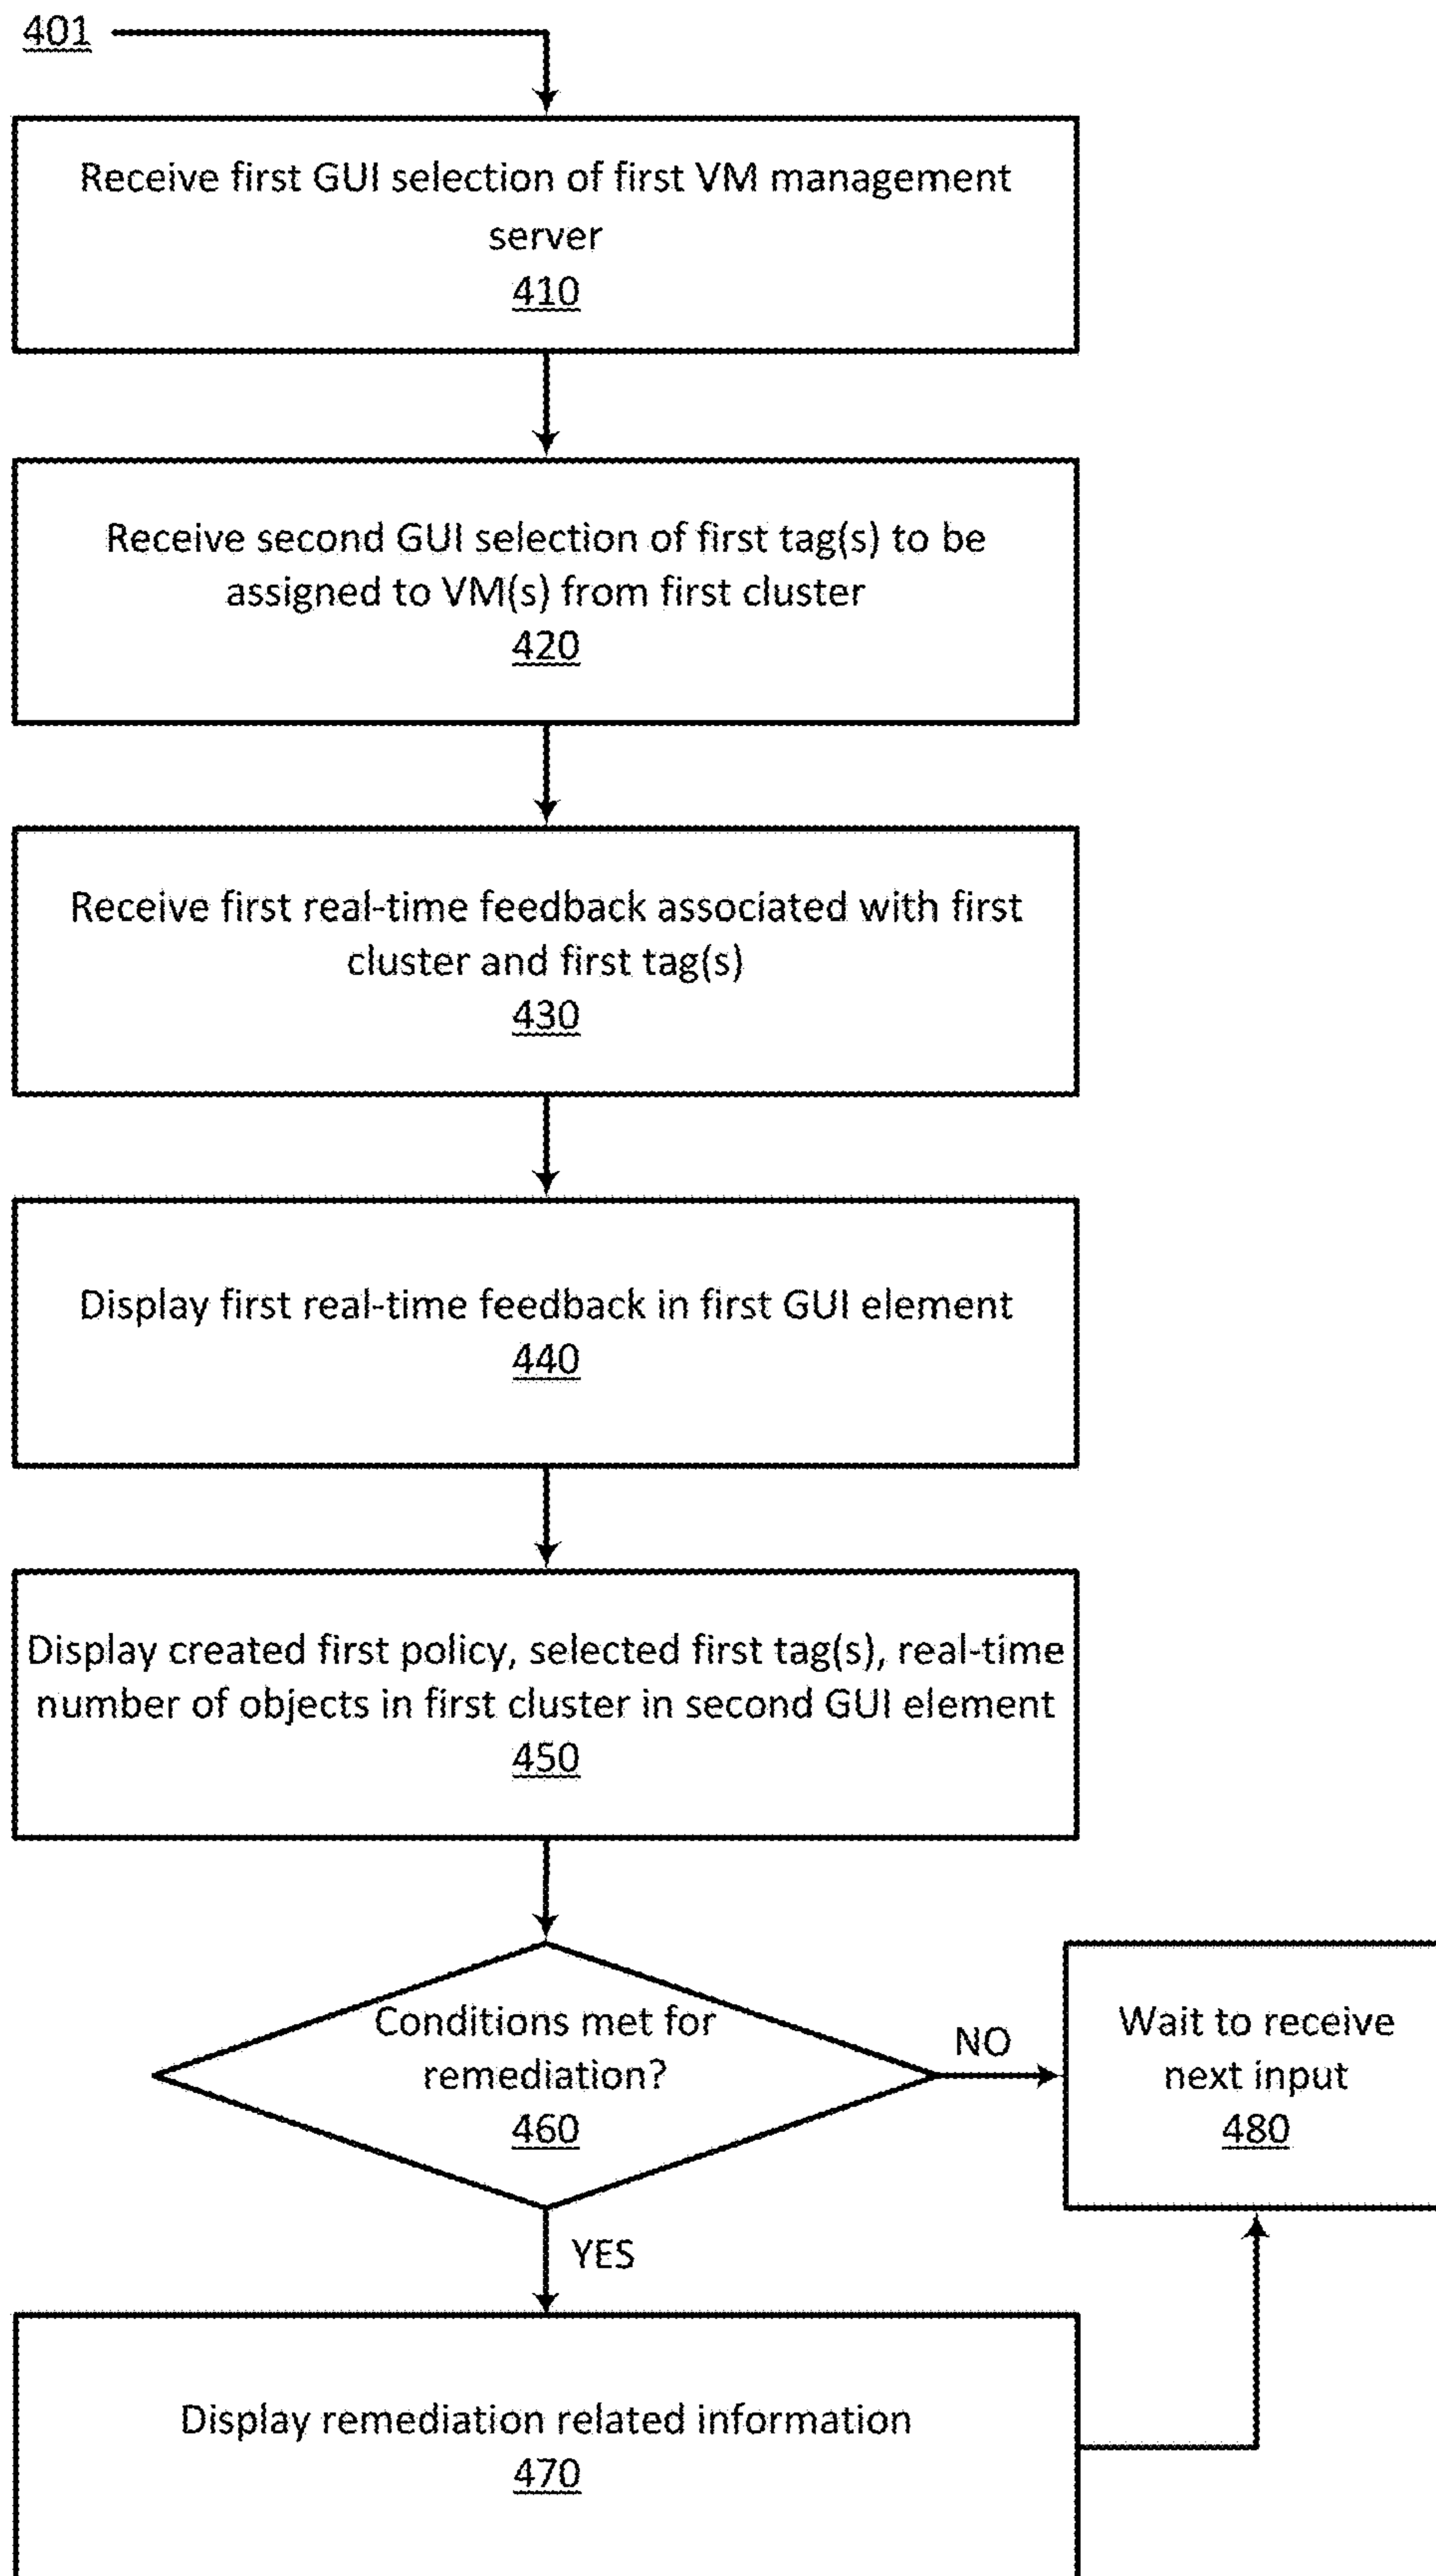 401
Receive first GUI selection of first VM management
server
410
Receive second GUI selection of first tag(s) to be
assigned to VM(s) from first cluster
420
Receive first real-time feedback associated with first
cluster and first tag(s)
430
Display first real-time feedback in first GUI element
440
Display created first policy, selected first tag(s), real-time
number of objects in first cluster in second GUI element
450
Conditions met for
remediation?
460
NO
Wait to receive
next input
480
YES
Display remediation related information
470